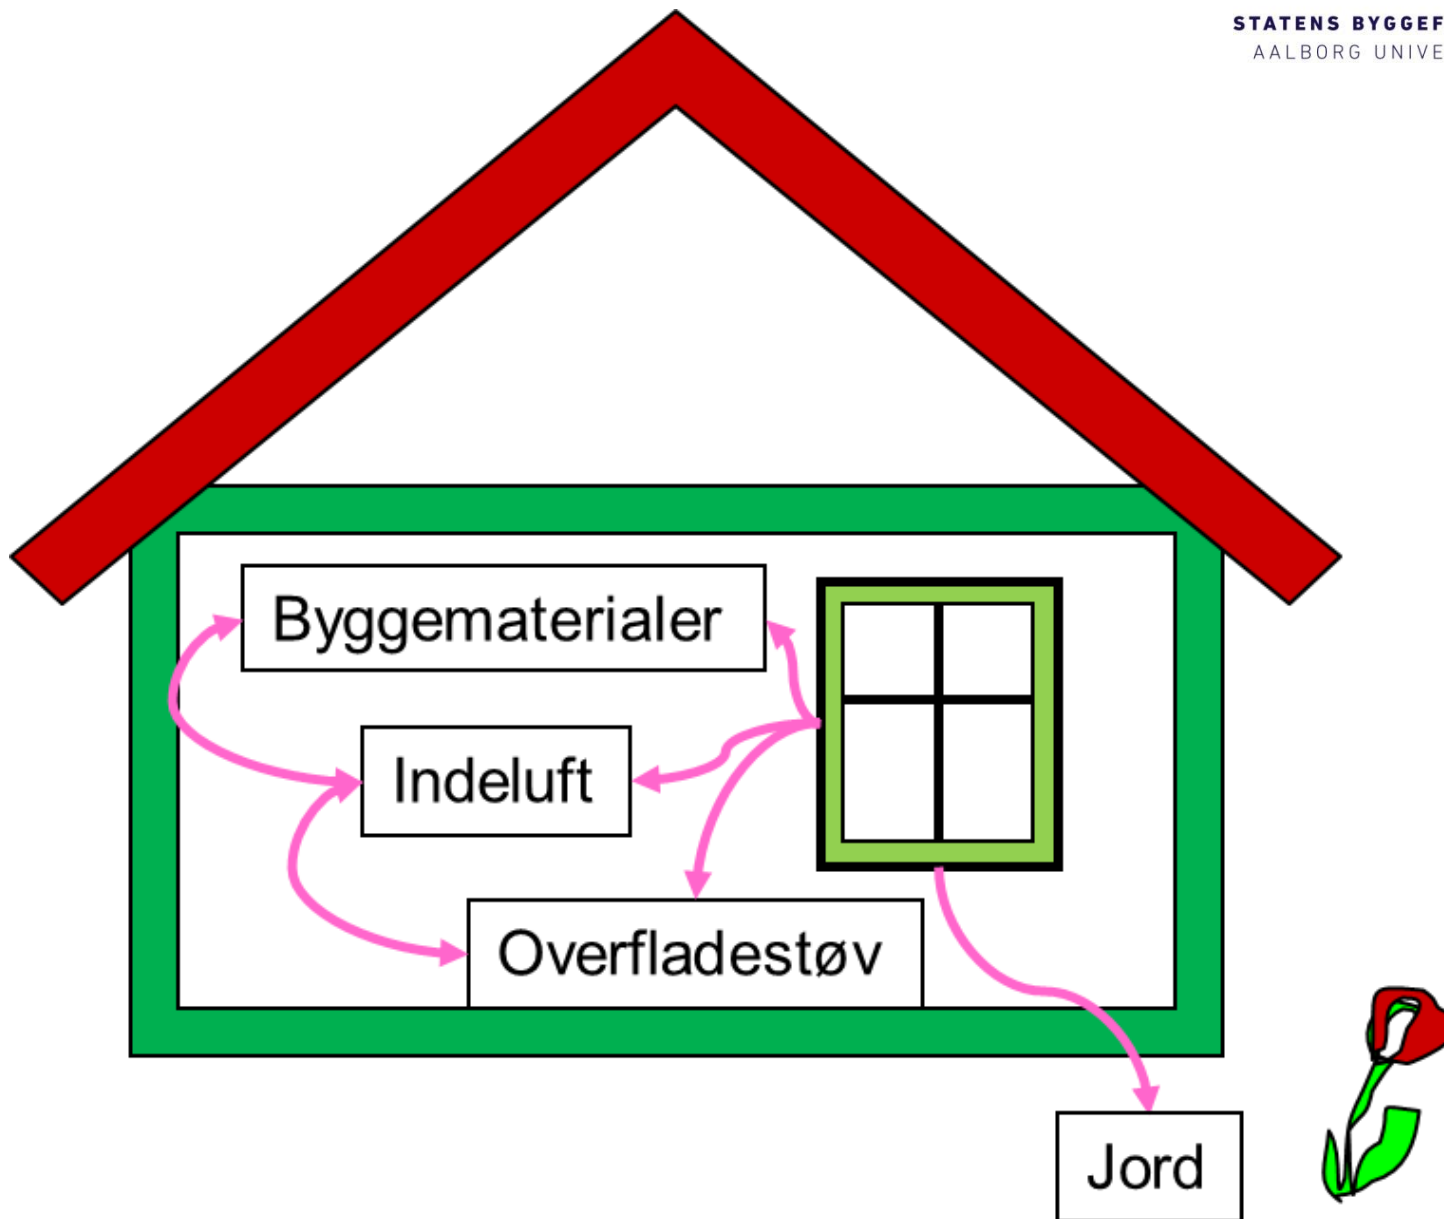 STATENS BYGGEF
AALBORG UNIVE
Byggematerialer
Indeluft
Overfladestøv
Jord